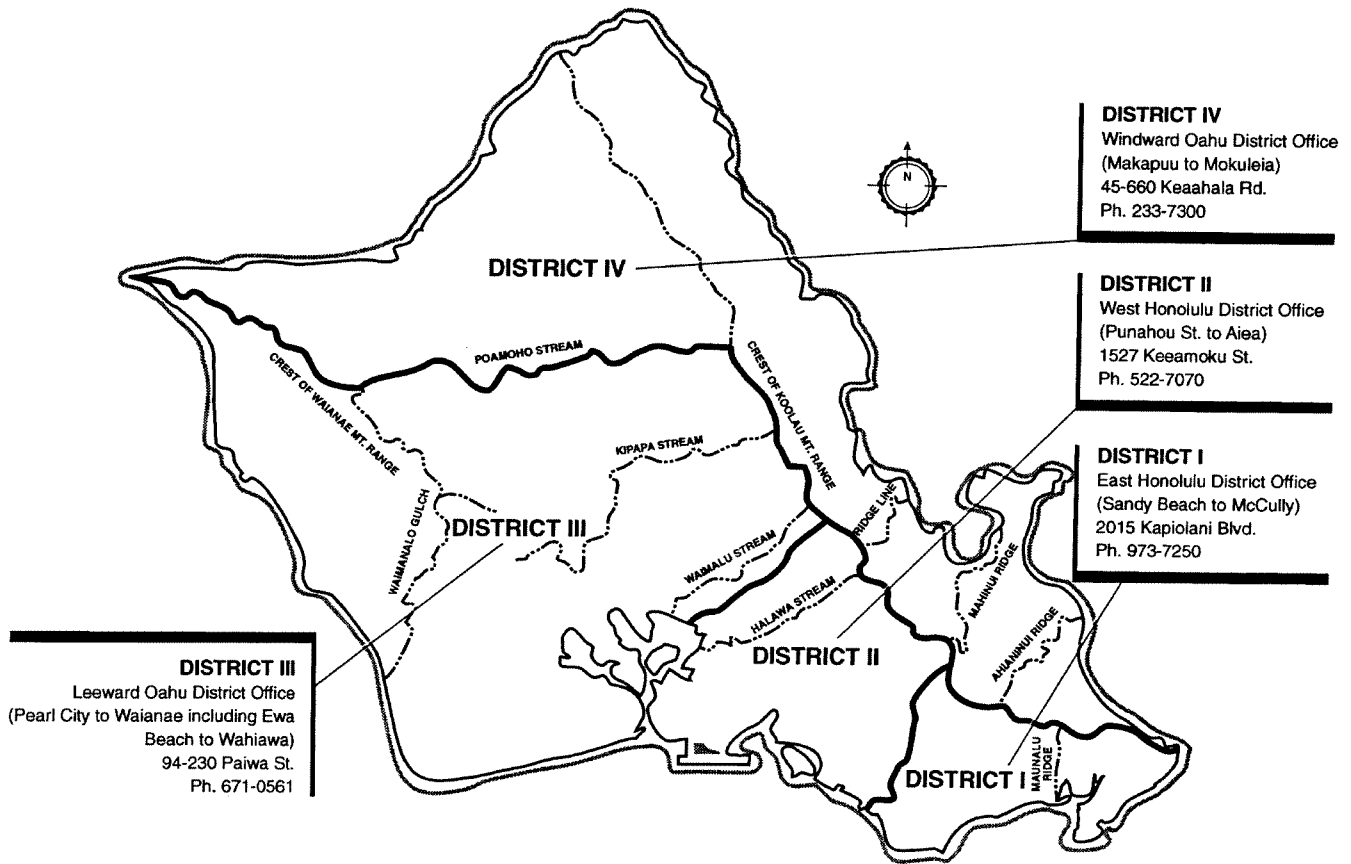 DISTRICT IV
Windward Oahu District Office
(Makapuu to Mokuleia)
45-660 Keaahala Rd.
Ph. 233-7300
N
DISTRICT IV
DISTRICT II
West Honolulu District Office
(Punahou St. to Aiea)
1527 Keeamoku St.
Ph. 522-7070
POAMOHO STREAM
CREST OF WAIANAE MT. RANGE
CREST OF KOOLAU MT. RANGE
KIPAPA STREAM
DISTRICT I
East Honolulu District Office
(Sandy Beach to McCully)
2015 Kapiolani Blvd.
Ph. 973-7250
WAIMANALO GULCH
DISTRICT III
RIDGE LINE
WAIMALU STREAM
HALAWA STREAM
MAHINUI RIDGE
AHIANINUI RIDGE
DISTRICT II
DISTRICT III
Leeward Oahu District Office
(Pearl City to Waianae including Ewa
Beach to Wahiawa)
94-230 Paiwa St.
Ph. 671-0561
DISTRICT I
MAUNALU
RIDGE